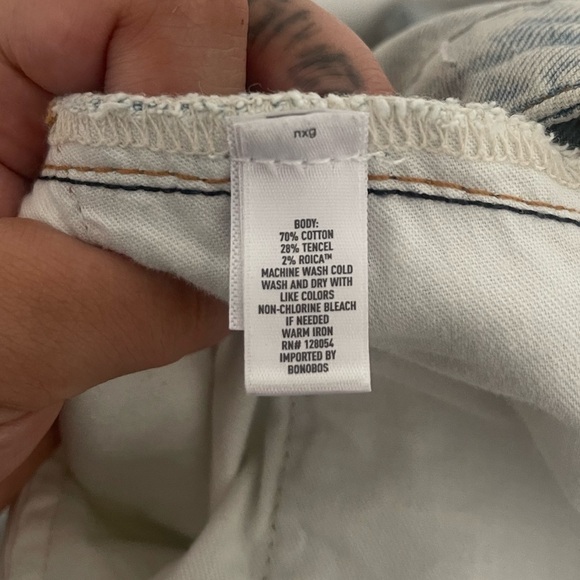 nxg
BODY:
70% COTTON
28% TENCEL
2% ROICA™
MACHINE WASH COLD
WASH AND DRY WITH
LIKE COLORS
NON-CHLORINE BLEACH
IF NEEDED
WARM IRON
RN# 128054
IMPORTED BY
BONOBOS